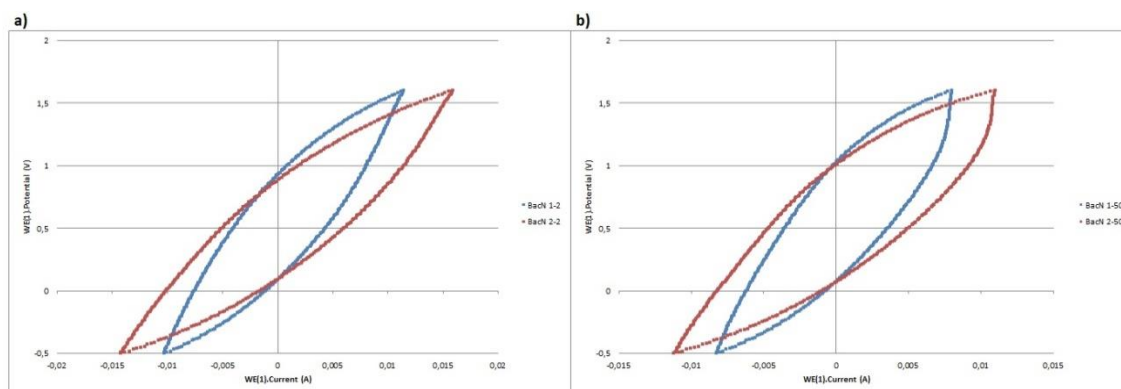 a)
2
1,5
1
0,5
0
-0,5
-0,02
-0,015
-0,01
-0,005
0
0,005
0,01
0,015
0,02
WE(1).Potential (V)
WE(1).Current (A)
BacN 1-2
BacN 2-2
b)
2
1,5
1
0,5
0
-0,5
-0,015
-0,01
-0,005
0
0,005
0,01
0,015
WE(1).Potential (V)
WE(1).Current (A)
BacN 1-50
BacN 2-50